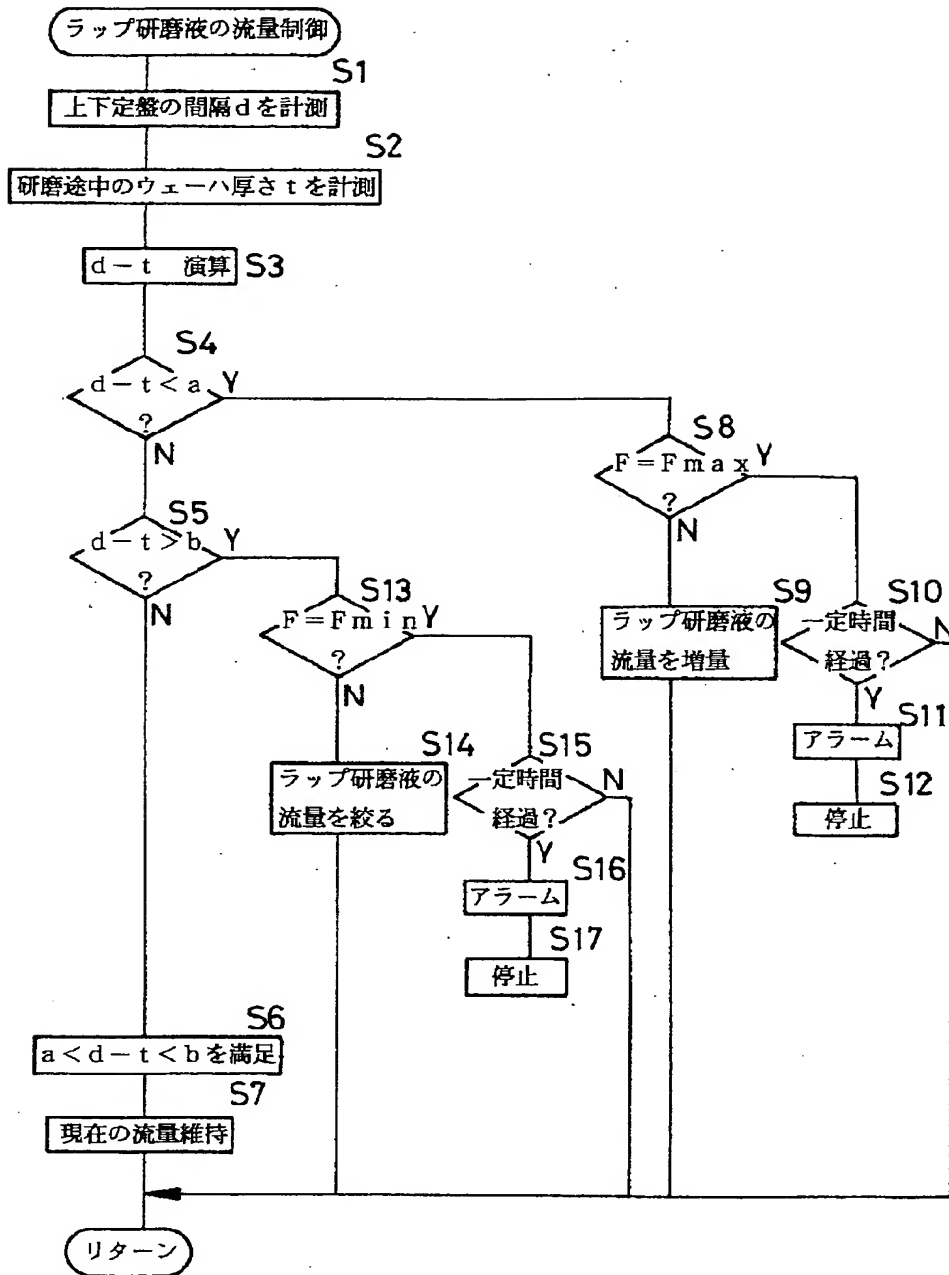 ラップ研磨液の流量制御
S1
上下定盤の間隔dを計測
S2
研磨途中のウェーハ厚さtを計測
d－t　演算
S3
S4
d－t＜a
?
Y
N
S5
d－t＞b
?
Y
N
S6
a＜d－t＜bを満足
S7
現在の流量維持
リターン
S8
F＝Fmax
?
Y
N
S9
ラップ研磨液の
流量を増量
S10
一定時間
経過?
N
Y
S11
アラーム
S12
停止
S13
F＝Fmin
?
Y
N
S14
ラップ研磨液の
流量を絞る
S15
一定時間
経過?
N
Y
S16
アラーム
S17
停止